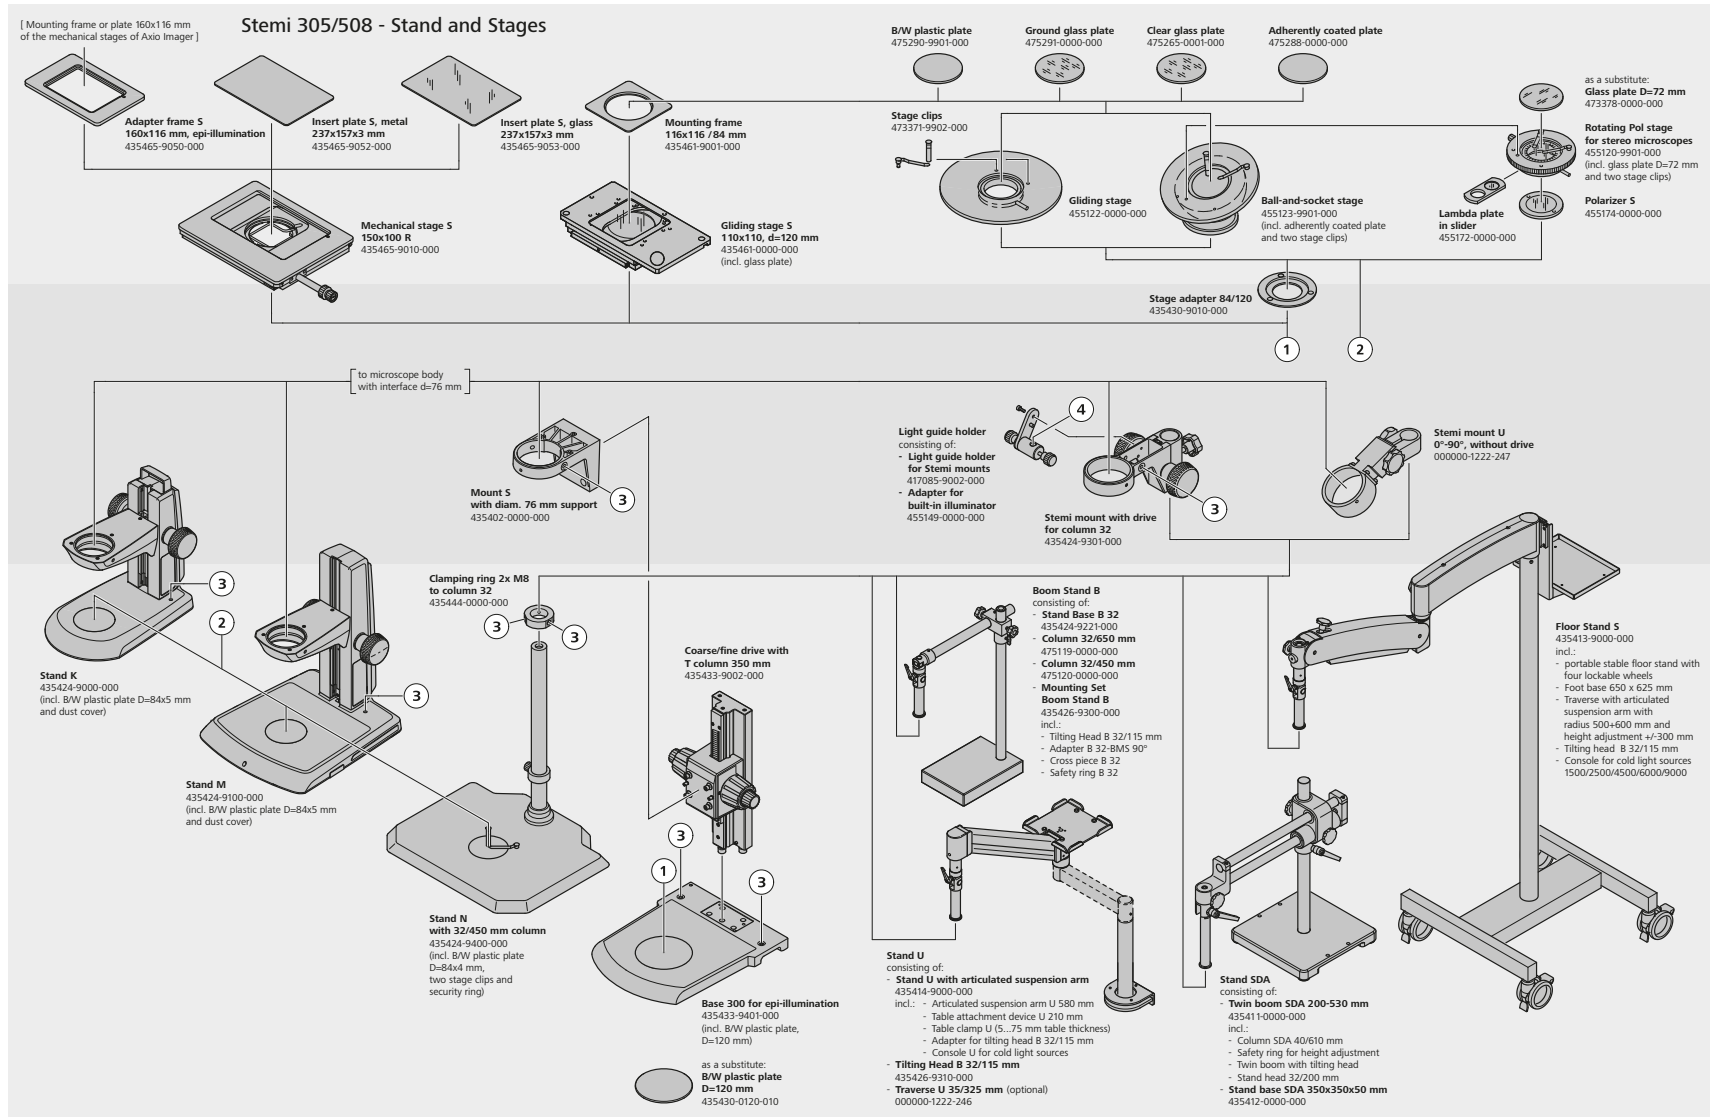 [ Mounting frame or plate 160x116 mm
of the mechanical stages of Axio Imager ]
Stemi 305/508 - Stand and Stages
B/W plastic plate
475290-9901-000
Ground glass plate
475291-0000-000
Clear glass plate
475265-0001-000
Adherently coated plate
475288-0000-000
as a substitute:
Glass plate D=72 mm
473378-0000-000
Adapter frame S
160x116 mm, epi-illumination
435465-9050-000
Insert plate S, metal
237x157x3 mm
435465-9052-000
Insert plate S, glass
237x157x3 mm
435465-9053-000
Mounting frame
116x116 /84 mm
435461-9001-000
Stage clips
473371-9902-000
Rotating Pol stage
for stereo microscopes
455120-9901-000
(incl. glass plate D=72 mm
and two stage clips)
Mechanical stage S
150x100 R
435465-9010-000
Gliding stage S
110x110, d=120 mm
435461-0000-000
(incl. glass plate)
Gliding stage
455122-0000-000
Ball-and-socket stage
455123-9901-000
(incl. adherently coated plate
and two stage clips)
Lambda plate
in slider
455172-0000-000
Polarizer S
455174-0000-000
Stage adapter 84/120
435430-9010-000
1
2
[ to microscope body
with interface d=76 mm ]
Mount S
with diam. 76 mm support
435402-0000-000
3
Light guide holder
consisting of:
- Light guide holder
for Stemi mounts
417085-9002-000
- Adapter for
built-in illuminator
455149-0000-000
4
3
Stemi mount with drive
for column 32
435424-9301-000
Stemi mount U
0°-90°, without drive
000000-1222-247
3
2
Stand K
435424-9000-000
(incl. B/W plastic plate D=84x5 mm
and dust cover)
3
Stand M
435424-9100-000
(incl. B/W plastic plate D=84x5 mm
and dust cover)
Clamping ring 2x M8
to column 32
435444-0000-000
3
3
Stand N
with 32/450 mm column
435424-9400-000
(incl. B/W plastic plate
D=84x4 mm,
two stage clips and
security ring)
Coarse/fine drive with
T column 350 mm
435433-9002-000
3
1
3
Base 300 for epi-illumination
435433-9401-000
(incl. B/W plastic plate,
D=120 mm)
as a substitute:
B/W plastic plate
D=120 mm
435430-0120-010
Boom Stand B
consisting of:
- Stand Base B 32
435424-9221-000
- Column 32/650 mm
475119-0000-000
- Column 32/450 mm
475120-0000-000
- Mounting Set
Boom Stand B
435426-9300-000
incl.:
- Tilting Head B 32/115 mm
- Adapter B 32-BMS 90°
- Cross piece B 32
- Safety ring B 32
Stand U
consisting of:
- Stand U with articulated suspension arm
435414-9000-000
incl.: - Articulated suspension arm U 580 mm
- Table attachment device U 210 mm
- Table clamp U (5...75 mm table thickness)
- Adapter for tilting head B 32/115 mm
- Console U for cold light sources
- Tilting Head B 32/115 mm
435426-9310-000
- Traverse U 35/325 mm (optional)
000000-1222-246
Floor Stand S
435413-9000-000
incl.:
- portable stable floor stand with
four lockable wheels
- Foot base 650 x 625 mm
- Traverse with articulated
suspension arm with
radius 500+600 mm and
height adjustment +/-300 mm
- Tilting head B 32/115 mm
- Console for cold light sources
1500/2500/4500/6000/9000
Stand SDA
consisting of:
- Twin boom SDA 200-530 mm
435411-0000-000
incl.:
- Column SDA 40/610 mm
- Safety ring for height adjustment
- Twin boom with tilting head
- Stand head 32/200 mm
- Stand base SDA 350x350x50 mm
435412-0000-000